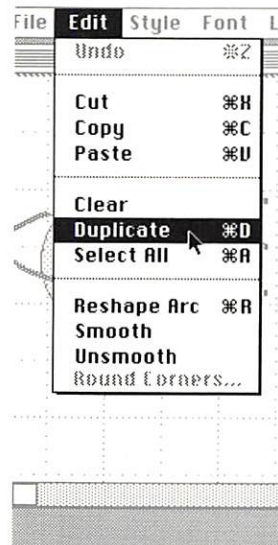 File Edit Style Font L
Undo ⌘Z
Cut ⌘X
Copy ⌘C
Paste ⌘V
Clear
Duplicate ⌘D
Select All ⌘A
Reshape Arc ⌘R
Smooth
Unsmooth
Round Corners...